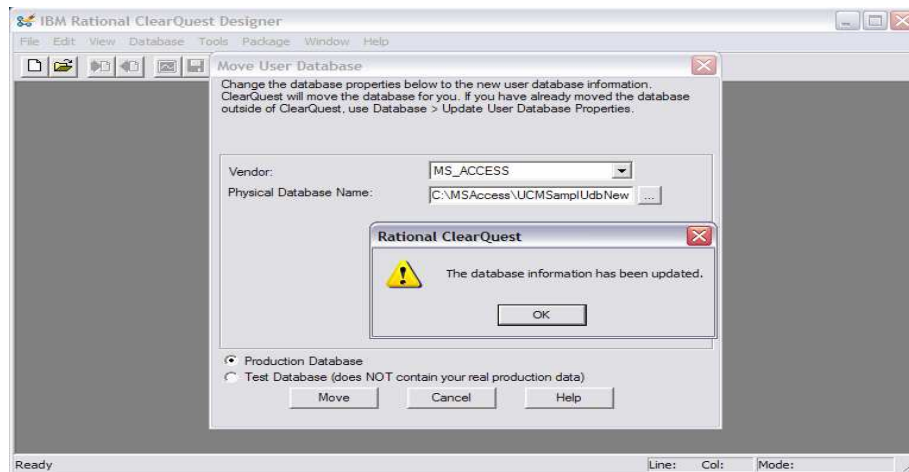 IBM Rational ClearQuest Designer
File Edit View Database Tools Package Window Help
Move User Database
Change the database properties below to the new user database information.
ClearQuest will move the database for you. If you have already moved the database
outside of ClearQuest, use Database > Update User Database Properties.
Vendor: MS_ACCESS
Physical Database Name: C:\MSAccess\UCMSamplUdbNew ...
Rational ClearQuest
The database information has been updated.
OK
Production Database
Test Database (does NOT contain your real production data)
Move Cancel Help
Ready Line: Col: Mode: